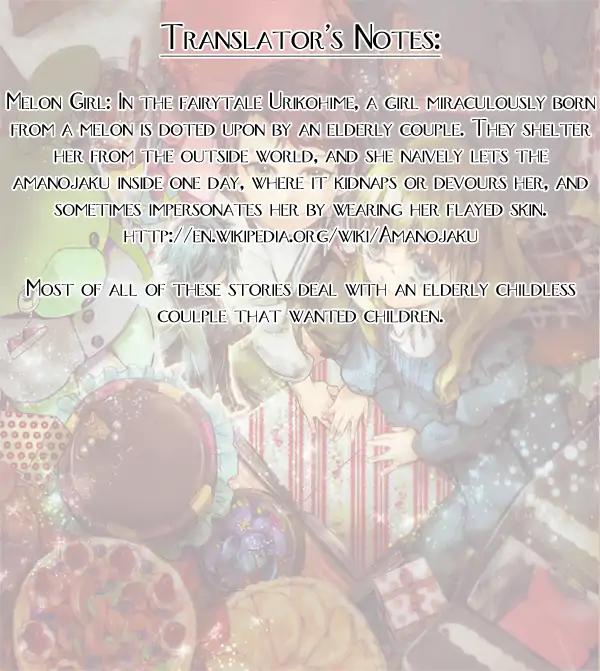 Translator's Notes:
Melon Girl: In the fairytale Urikohime, a girl miraculously born
from a melon is doted upon by an elderly couple. They shelter
her from the outside world, and she naively lets the
amanojaku inside one day, where it kidnaps or devours her, and
sometimes impersonates her by wearing her flayed skin.
http://en.wikipedia.org/wiki/Amanojaku
Most of all of these stories deal with an elderly childless
coulple that wanted children.